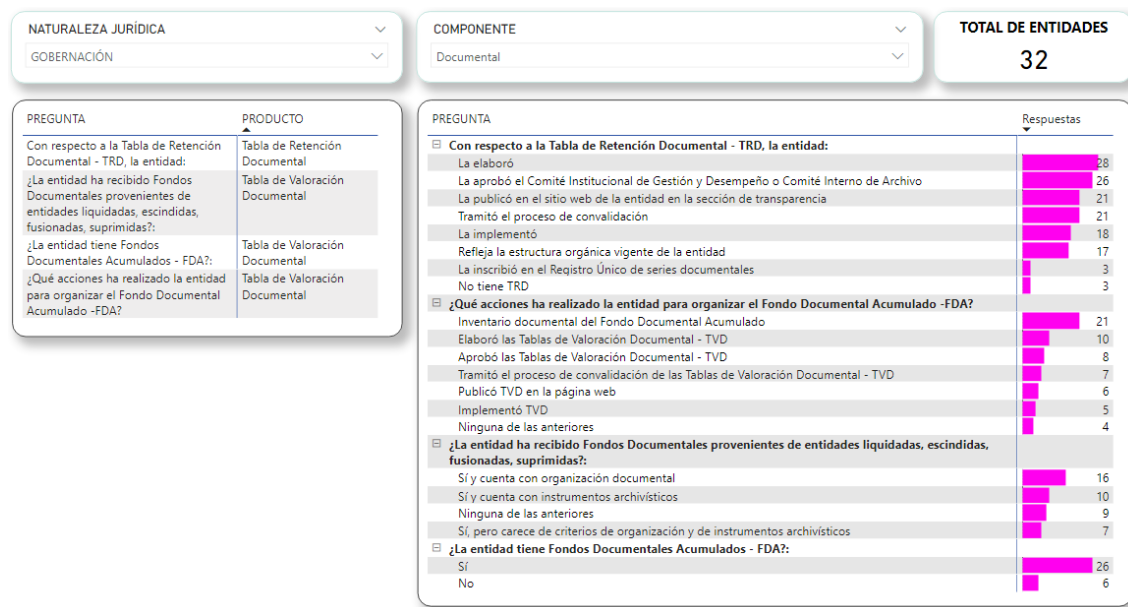 NATURALEZA JURÍDICA
GOBERNACIÓN
COMPONENTE
Documental
TOTAL DE ENTIDADES
32
PREGUNTA PRODUCTO
Con respecto a la Tabla de Retención Tabla de Retención
Documental - TRD, la entidad: Documental
¿La entidad ha recibido Fondos Tabla de Valoración
Documentales provenientes de Documental
entidades liquidadas, escindidas,
fusionadas, suprimidas?:
¿La entidad tiene Fondos Tabla de Valoración
Documentales Acumulados - FDA?: Documental
¿Qué acciones ha realizado la entidad Tabla de Valoración
para organizar el Fondo Documental Documental
Acumulado -FDA?
PREGUNTA Respuestas
Con respecto a la Tabla de Retención Documental - TRD, la entidad:
La elaboró 28
La aprobó el Comité Institucional de Gestión y Desempeño o Comité Interno de Archivo 26
La publicó en el sitio web de la entidad en la sección de transparencia 21
Tramitó el proceso de convalidación 21
La implementó 18
Refleja la estructura orgánica vigente de la entidad 17
La inscribió en el Registro Único de series documentales 3
No tiene TRD 3
¿Qué acciones ha realizado la entidad para organizar el Fondo Documental Acumulado -FDA?
Inventario documental del Fondo Documental Acumulado 21
Elaboró las Tablas de Valoración Documental - TVD 10
Aprobó las Tablas de Valoración Documental - TVD 8
Tramitó el proceso de convalidación de las Tablas de Valoración Documental - TVD 7
Publicó TVD en la página web 6
Implementó TVD 5
Ninguna de las anteriores 4
¿La entidad ha recibido Fondos Documentales provenientes de entidades liquidadas, escindidas,
fusionadas, suprimidas?:
Sí y cuenta con organización documental 16
Sí y cuenta con instrumentos archivísticos 10
Ninguna de las anteriores 9
Sí, pero carece de criterios de organización y de instrumentos archivísticos 7
¿La entidad tiene Fondos Documentales Acumulados - FDA?:
Sí 26
No 6